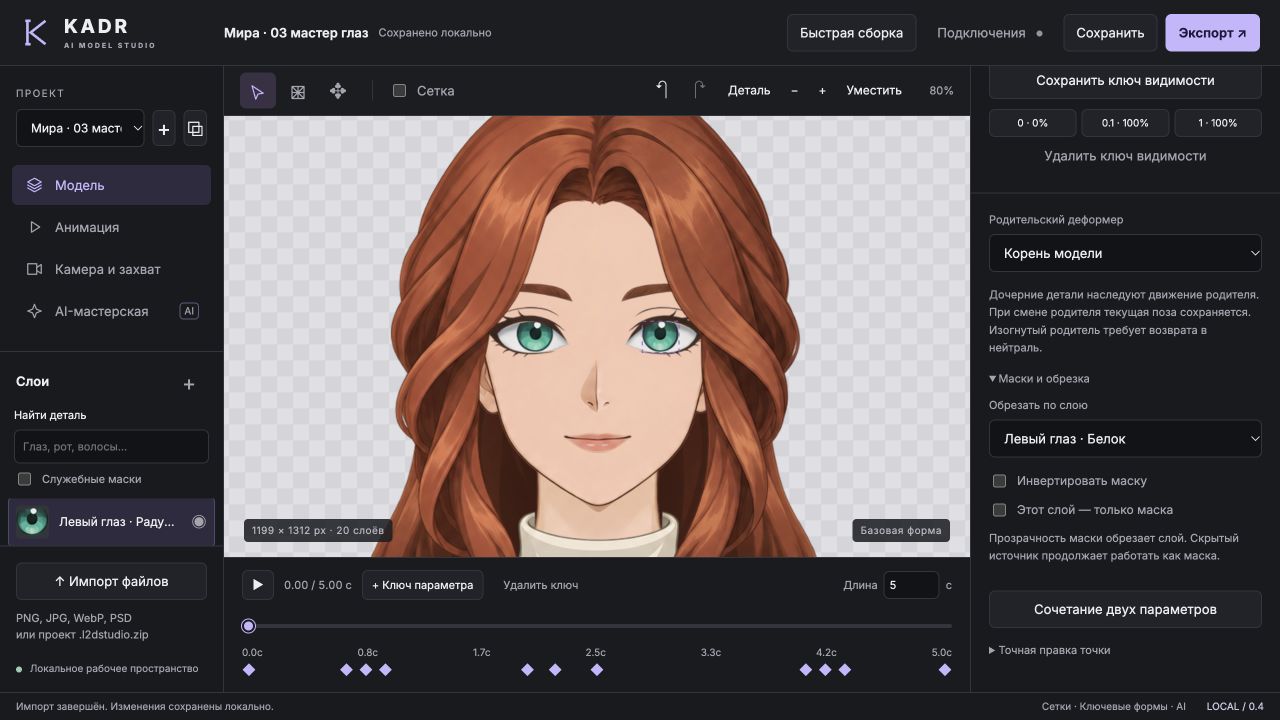 KADR
AI MODEL STUDIO
Мира · 03 мастер глаз
Сохранено локально
Быстрая сборка
Подключения
Сохранить
Экспорт ↗
ПРОЕКТ
Мира · 03 маст
+
Модель
Анимация
Камера и захват
AI-мастерская
AI
Слои
+
Найти деталь
Глаз, рот, волосы...
Служебные маски
Левый глаз · Раду...
↑ Импорт файлов
PNG, JPG, WebP, PSD
или проект .l2dstudio.zip
Локальное рабочее пространство
Сетка
Деталь
−
+
Уместить
80%
1199 × 1312 px · 20 слоёв
Базовая форма
0.00 / 5.00 с
+ Ключ параметра
Удалить ключ
Длина
5
с
0.0с
0.8с
1.7с
2.5с
3.3с
4.2с
5.0с
Сохранить ключ видимости
0 · 0%
0.1 · 100%
1 · 100%
Удалить ключ видимости
Родительский деформер
Корень модели
Дочерние детали наследуют движение родителя.
При смене родителя текущая поза сохраняется.
Изогнутый родитель требует возврата в
нейтраль.
▼Маски и обрезка
Обрезать по слою
Левый глаз · Белок
Инвертировать маску
Этот слой — только маска
Прозрачность маски обрезает слой. Скрытый
источник продолжает работать как маска.
Сочетание двух параметров
▶ Точная правка точки
Импорт завершён. Изменения сохранены локально.
Сетки · Ключевые формы · AI
LOCAL / 0.4